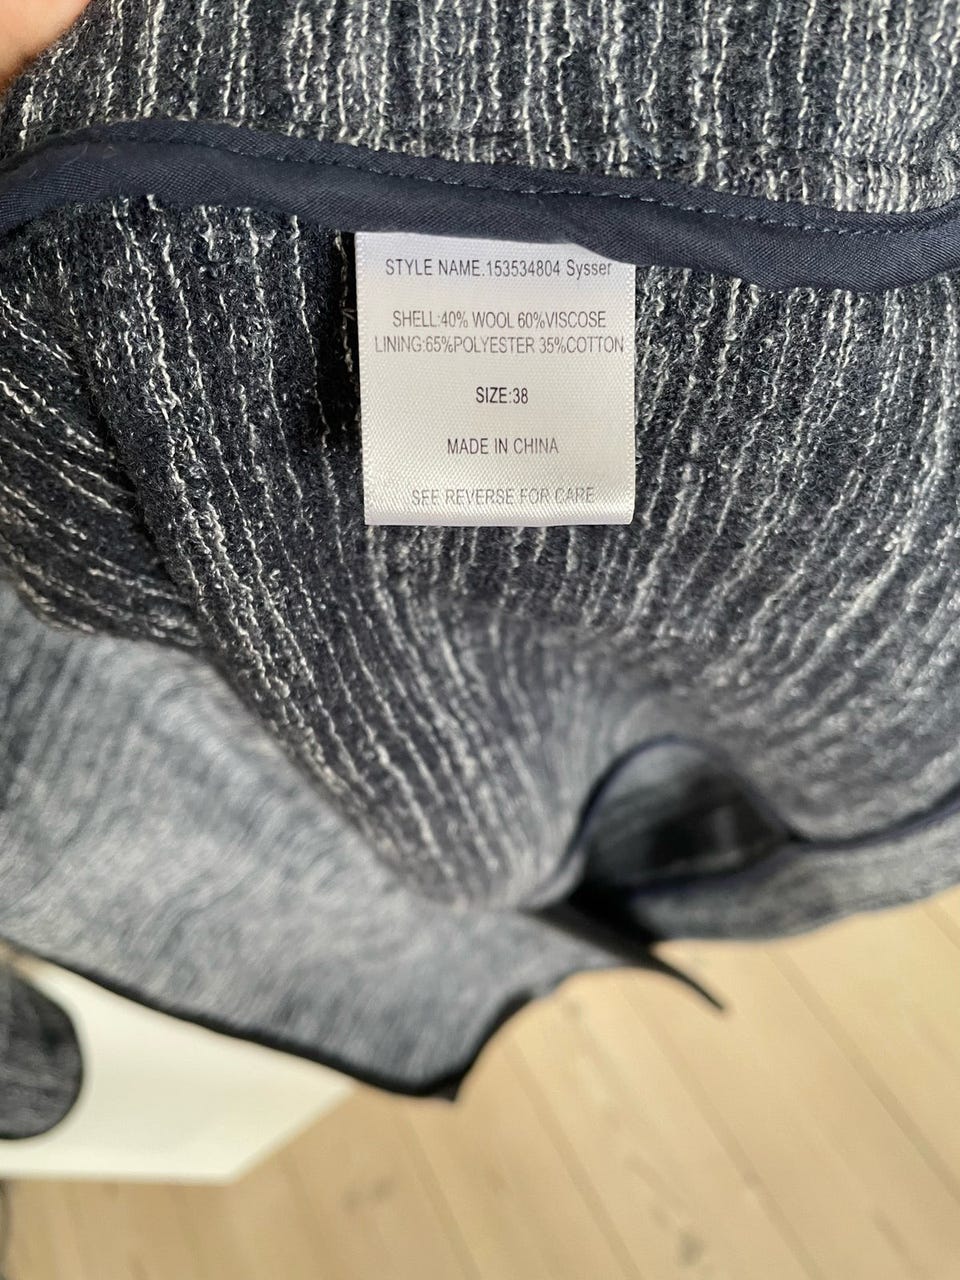 STYLE NAME.153534804 Sysser
SHELL:40% WOOL 60%VISCOSE
LINING:65%POLYESTER 35%COTTON
SIZE:38
MADE IN CHINA
SEE REVERSE FOR CARE